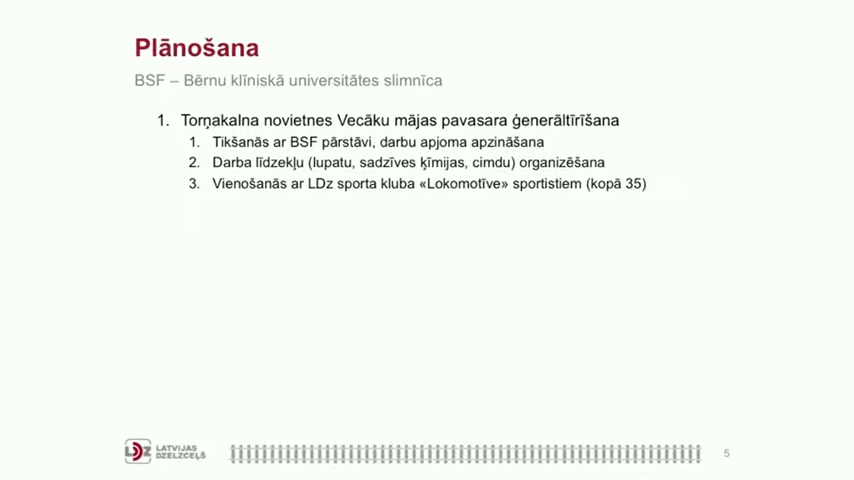 Plānošana
BSF – Bērnu klīniskā universitātes slimnīca
1. Torņakalna novietnes Vecāku mājas pavasara ģenerāltīrīšana
1. Tikšanās ar BSF pārstāvi, darbu apjoma apzināšana
2. Darba līdzekļu (lupatu, sadzīves ķīmijas, cimdu) organizēšana
3. Vienošanās ar LDz sporta kluba «Lokomotīve» sportistiem (kopā 35)
LDZ LATVIJAS
DZELZCEĻŠ
5